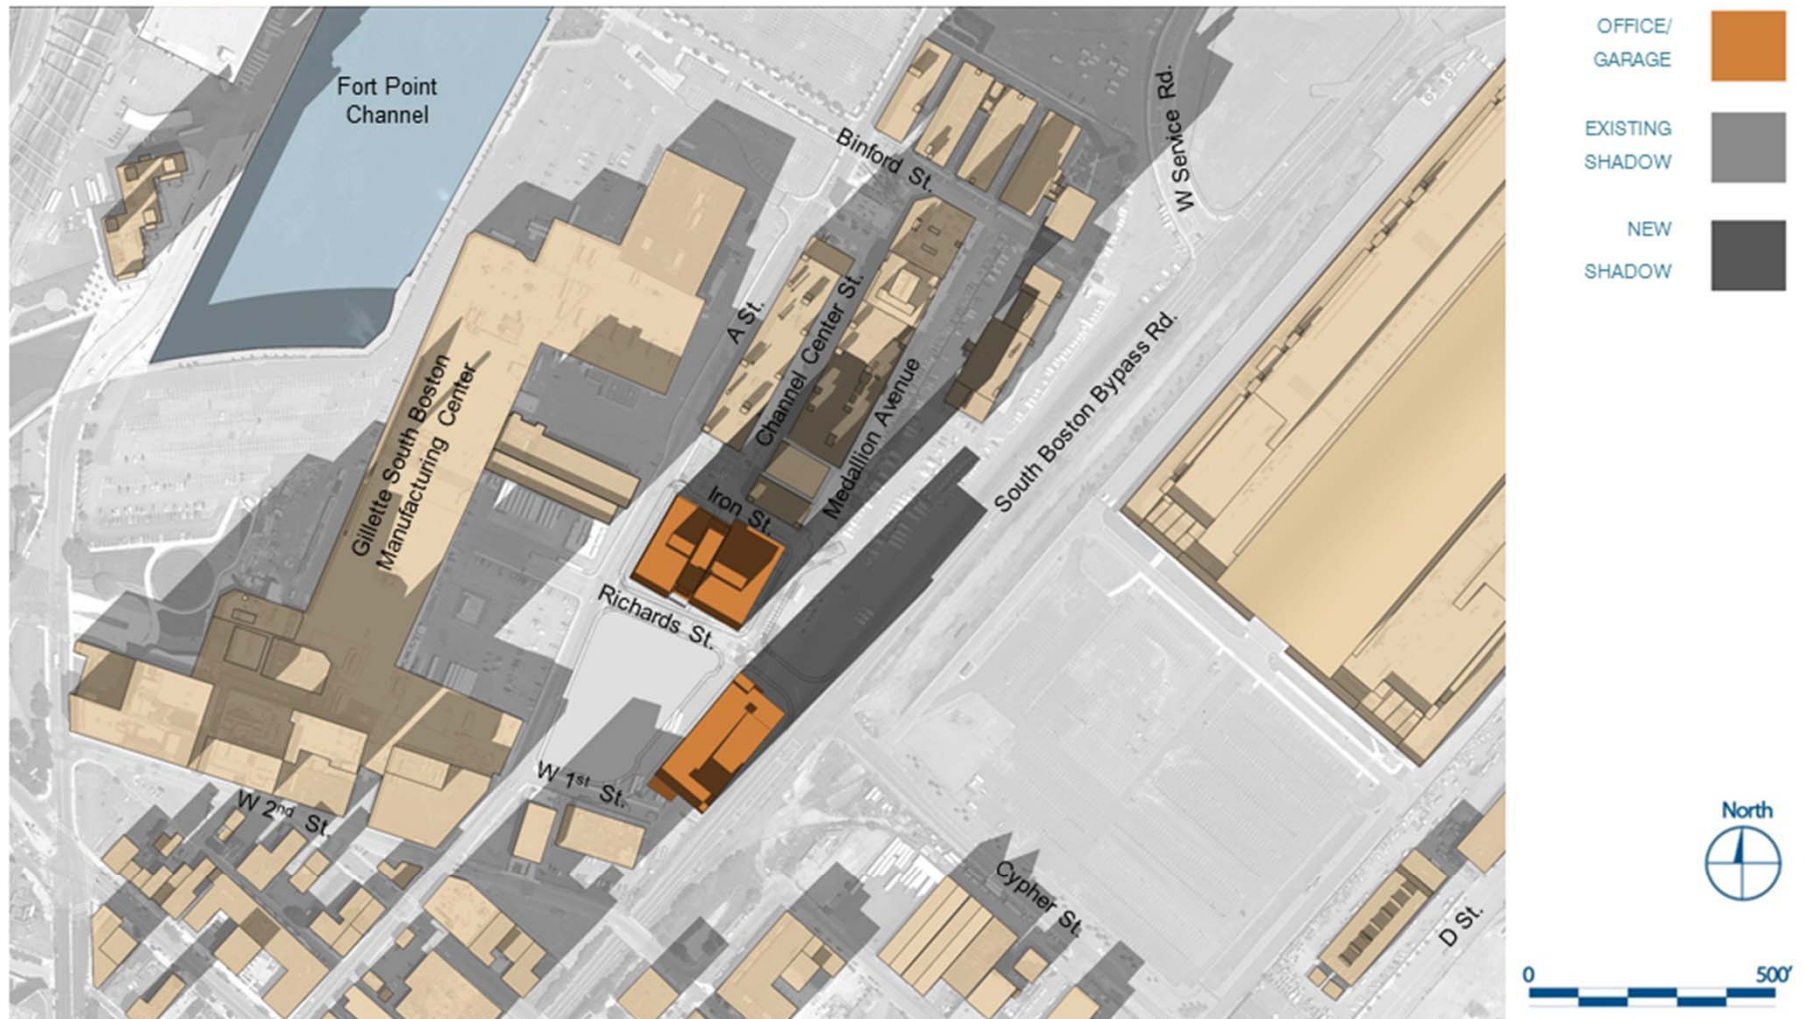 Fort Point
Channel
Binford St.
W Service Rd.
A St.
Channel Center St.
Medallion Avenue
South Boston Bypass Rd.
Gillette South Boston
Manufacturing Center
Iron St.
Richards St.
W 1st St.
W 2nd St.
Cypher St.
D St.
OFFICE/
GARAGE
EXISTING
SHADOW
NEW
SHADOW
North
0 500'